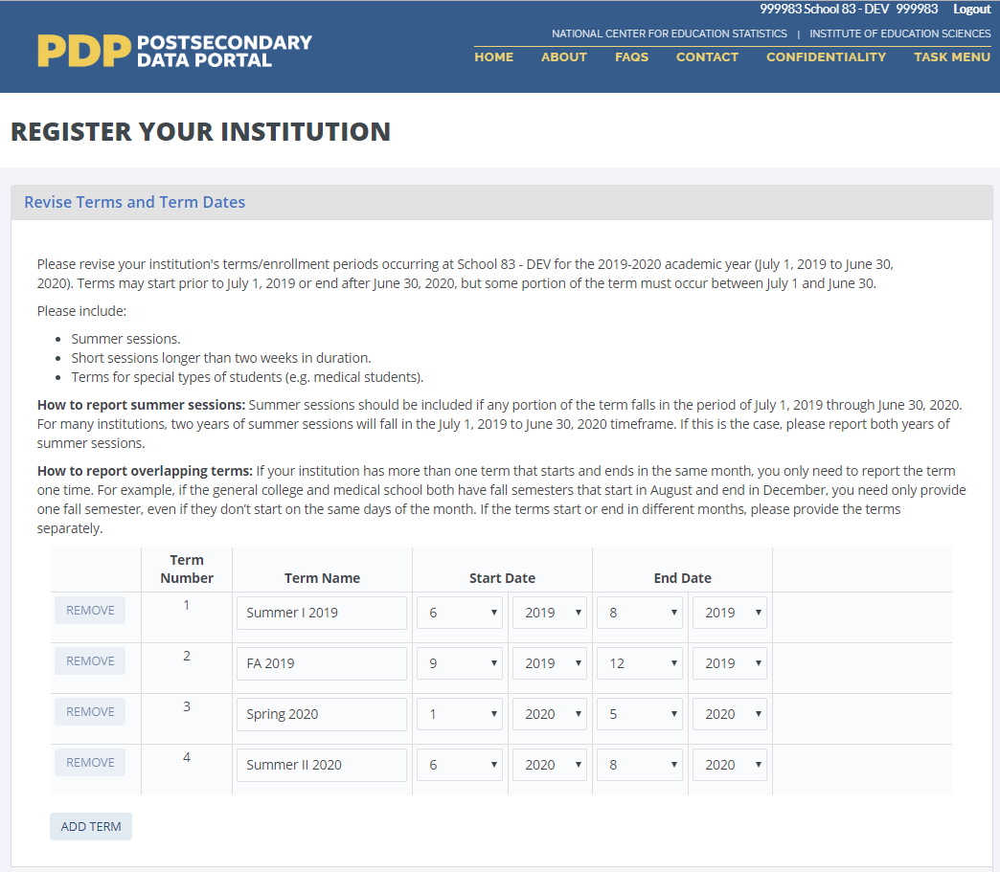 999983 School 83 - DEV 999983 Logout
PDP POSTSECONDARY DATA PORTAL
NATIONAL CENTER FOR EDUCATION STATISTICS | INSTITUTE OF EDUCATION SCIENCES
HOME ABOUT FAQS CONTACT CONFIDENTIALITY TASK MENU
REGISTER YOUR INSTITUTION
Revise Terms and Term Dates
Please revise your institution's terms/enrollment periods occurring at School 83 - DEV for the 2019-2020 academic year (July 1, 2019 to June 30,
2020). Terms may start prior to July 1, 2019 or end after June 30, 2020, but some portion of the term must occur between July 1 and June 30.
Please include:
• Summer sessions.
• Short sessions longer than two weeks in duration.
• Terms for special types of students (e.g. medical students).
How to report summer sessions: Summer sessions should be included if any portion of the term falls in the period of July 1, 2019 through June 30, 2020.
For many institutions, two years of summer sessions will fall in the July 1, 2019 to June 30, 2020 timeframe. If this is the case, please report both years of
summer sessions.
How to report overlapping terms: If your institution has more than one term that starts and ends in the same month, you only need to report the term
one time. For example, if the general college and medical school both have fall semesters that start in August and end in December, you need only provide
one fall semester, even if they don’t start on the same days of the month. If the terms start or end in different months, please provide the terms
separately.
Term Number Term Name Start Date End Date
REMOVE 1 Summer I 2019 6 2019 8 2019
REMOVE 2 FA 2019 9 2019 12 2019
REMOVE 3 Spring 2020 1 2020 5 2020
REMOVE 4 Summer II 2020 6 2020 8 2020
ADD TERM